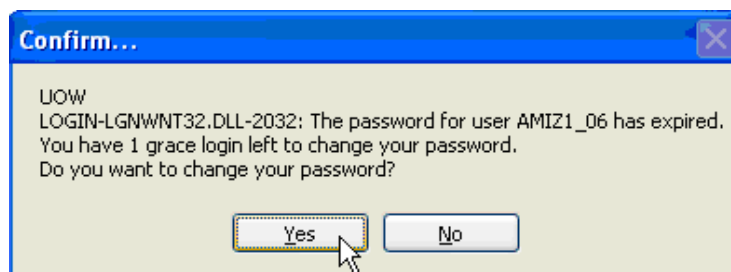 Confirm...
UOW
LOGIN-LGNWNT32.DLL-2032: The password for user AMIZ1_06 has expired.
You have 1 grace login left to change your password.
Do you want to change your password?
Yes
No